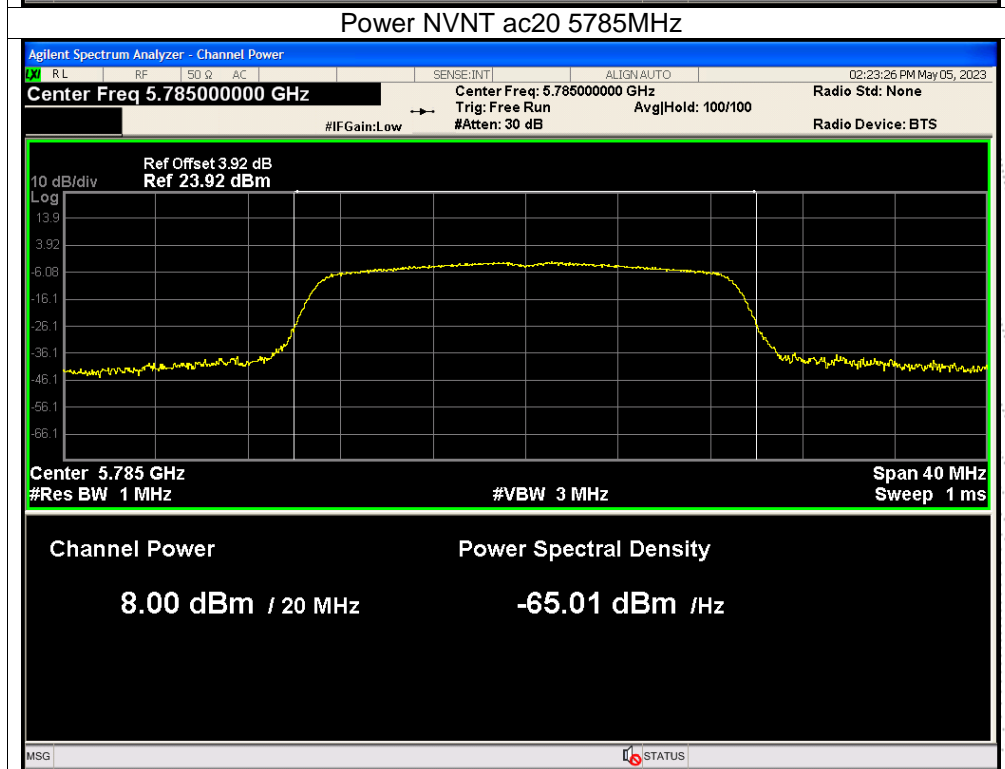 Power NVNT ac20 5785MHz
Agilent Spectrum Analyzer - Channel Power
LXI RL RF 50 Ω AC SENSE:INT ALIGN AUTO 02:23:26 PM May 05, 2023
Center Freq 5.785000000 GHz Center Freq: 5.785000000 GHz Radio Std: None
Trig: Free Run Avg|Hold: 100/100
#IFGain:Low #Atten: 30 dB Radio Device: BTS
Ref Offset 3.92 dB
10 dB/div Ref 23.92 dBm
Log
13.9
3.92
-6.08
-16.1
-26.1
-36.1
-46.1
-56.1
-66.1
Center 5.785 GHz Span 40 MHz
#Res BW 1 MHz #VBW 3 MHz Sweep 1 ms
Channel Power Power Spectral Density
8.00 dBm / 20 MHz -65.01 dBm /Hz
MSG STATUS